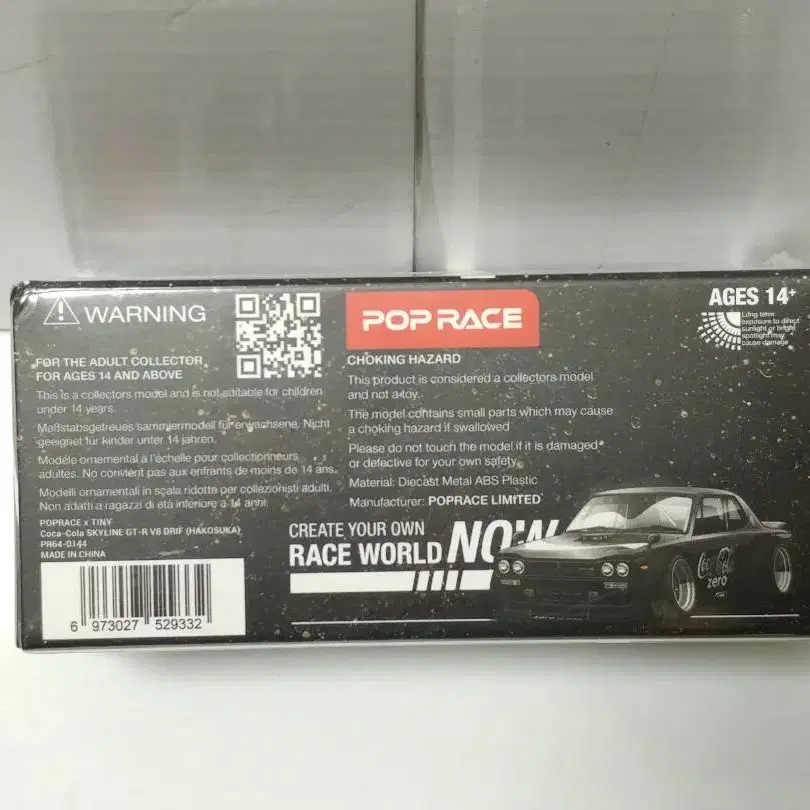 WARNING
FOR THE ADULT COLLECTOR
FOR AGES 14 AND ABOVE
This is a collectors model and is not suitable for children
under 14 years.
Maßstabsgetreues sammlermodell für erwachsene. Nicht
geeignet für kinder unter 14 jahren.
Modéle ornemental à l'échelle pour collectionneurs
adultes. No convient pas aux enfants de moins de 14 ans.
Modelli ornamentali in scala ridotte per collezionisti adulti.
Non adatti a ragazzi di età inferiore a 14 anni
POPRACE x TINY
Coca-Cola SKYLINE GT-R V8 DRIF (HAKOSUKA)
PR64-0144
MADE IN CHINA
6 973027 529332
POP RACE
CHOKING HAZARD
This product is considered a collectors model
and not a toy.
The model contains small parts which may cause
a choking hazard if swallowed
Please do not touch the model if it is damaged
or defective for your own safety.
Material: Diecast Metal ABS Plastic
Manufacturer: POPRACE LIMITED
CREATE YOUR OWN
RACE WORLD NOW
AGES 14+
Long term
exposure to direct
sunlight or bright
spotlight may
cause damage
Coca-Cola
zero